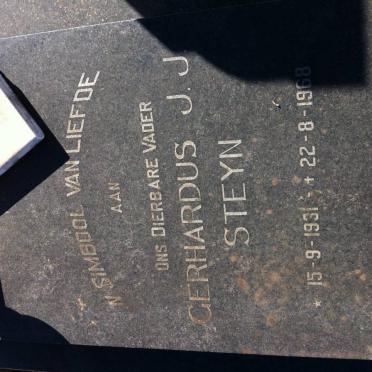 'N SIMBOOL VAN LIEFDE
AAN
ONS DIERBARE VADER
GERHARDUS J. J
STEYN
* 15-9-1931 + 22-8-1968